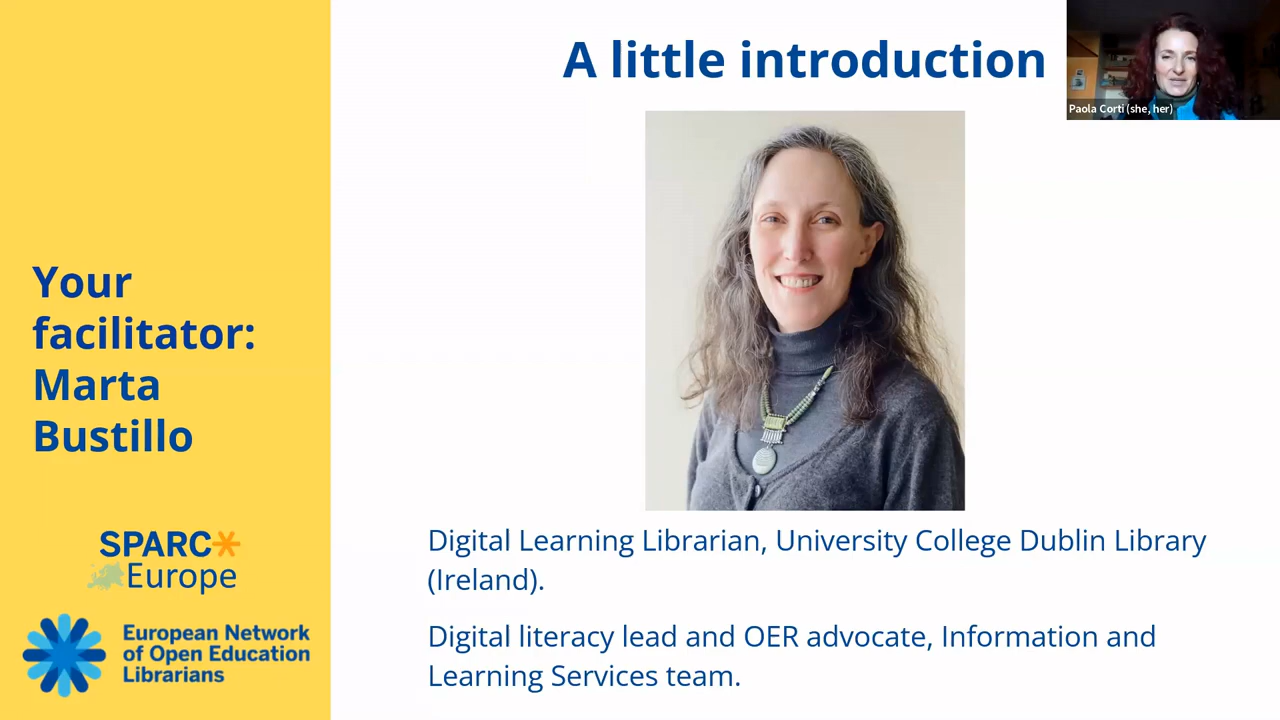 A little introduction
Paola Corti (she, her)
Your
facilitator:
Marta
Bustillo
SPARC
Europe
European Network
of Open Education
Librarians
Digital Learning Librarian, University College Dublin Library
(Ireland).
Digital literacy lead and OER advocate, Information and
Learning Services team.